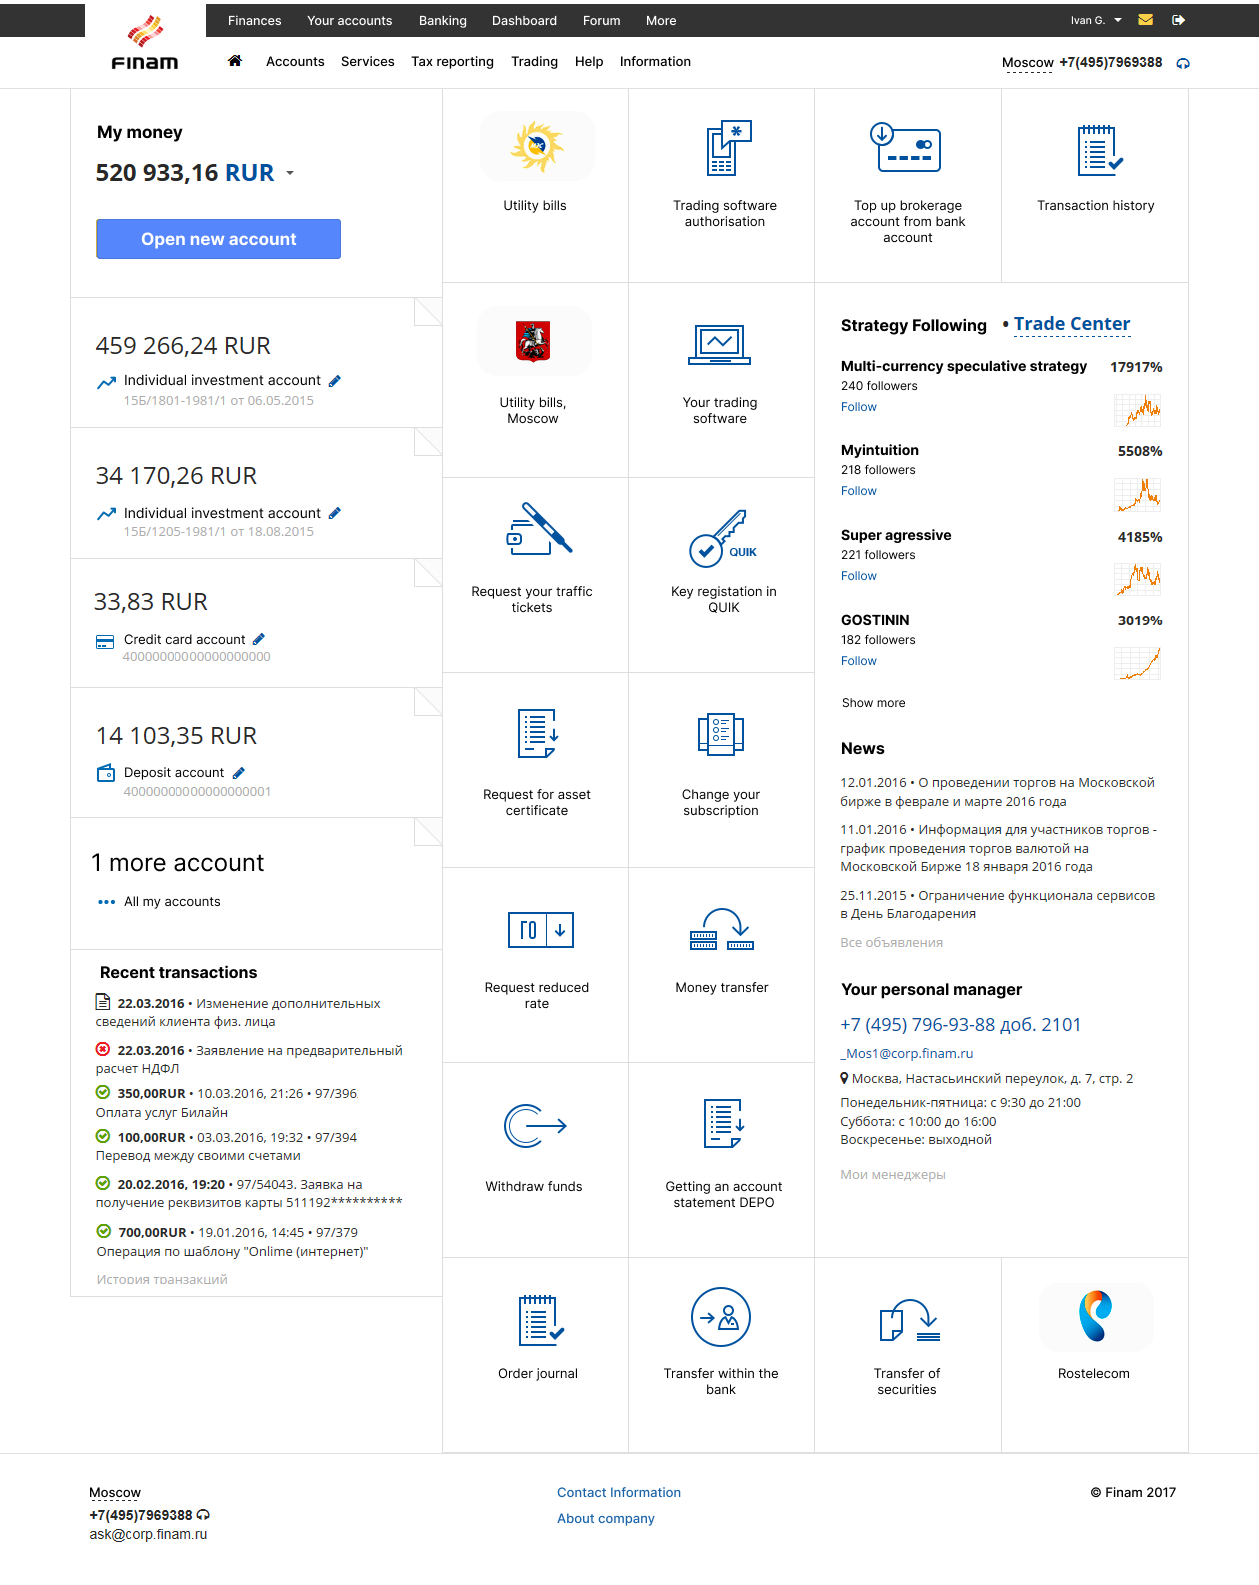 Finances Your accounts Banking Dashboard Forum More Ivan G.
FINAM
Accounts Services Tax reporting Trading Help Information Moscow +7(495)7969388
My money
520 933,16 RUR
Open new account
459 266,24 RUR
Individual investment account
15Б/1801-1981/1 от 06.05.2015
34 170,26 RUR
Individual investment account
15Б/1205-1981/1 от 18.08.2015
33,83 RUR
Credit card account
40000000000000000000
14 103,35 RUR
Deposit account
40000000000000000001
1 more account
All my accounts
Recent transactions
22.03.2016 • Изменение дополнительных
сведений клиента физ. лица
22.03.2016 • Заявление на предварительный
расчет НДФЛ
350,00RUR • 10.03.2016, 21:26 • 97/396
Оплата услуг Билайн
100,00RUR • 03.03.2016, 19:32 • 97/394
Перевод между своими счетами
20.02.2016, 19:20 • 97/54043. Заявка на
получение реквизитов карты 511192**********
700,00RUR • 19.01.2016, 14:45 • 97/379
Операция по шаблону "Onlime (интернет)"
История транзакций
Utility bills
Trading software
authorisation
Top up brokerage
account from bank
account
Transaction history
Utility bills,
Moscow
Your trading
software
Request your traffic
tickets
QUIK
Key registation in
QUIK
Request for asset
certificate
Change your
subscription
ГО
Request reduced
rate
Money transfer
Withdraw funds
Getting an account
statement DEPO
Strategy Following • Trade Center
Multi-currency speculative strategy 17917%
240 followers
Follow
Myintuition 5508%
218 followers
Follow
Super agressive 4185%
221 followers
Follow
GOSTININ 3019%
182 followers
Follow
Show more
News
12.01.2016 • О проведении торгов на Московской
бирже в феврале и марте 2016 года
11.01.2016 • Информация для участников торгов -
график проведения торгов валютой на
Московской Бирже 18 января 2016 года
25.11.2015 • Ограничение функционала сервисов
в День Благодарения
Все объявления
Your personal manager
+7 (495) 796-93-88 доб. 2101
_Mos1@corp.finam.ru
Москва, Настасьинский переулок, д. 7, стр. 2
Понедельник-пятница: с 9:30 до 21:00
Суббота: с 10:00 до 16:00
Воскресенье: выходной
Мои менеджеры
Order journal
Transfer within the
bank
Transfer of
securities
Rostelecom
Moscow
+7(495)7969388
ask@corp.finam.ru
Contact Information
About company
© Finam 2017